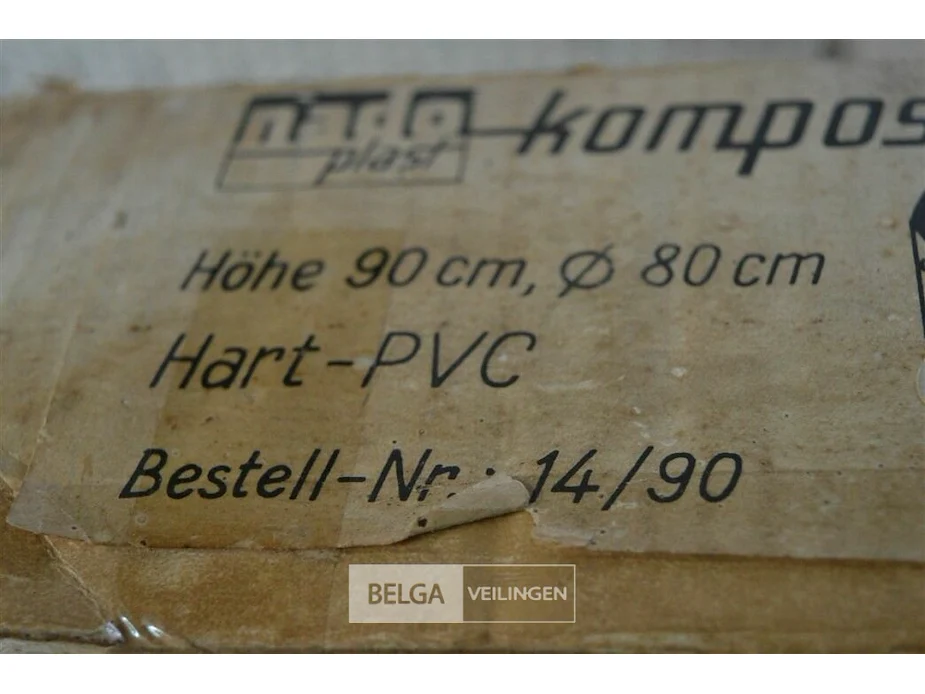 plast kompos
Höhe 90 cm, Ø 80 cm
Hart-PVC
Bestell-Nr.: 14/90
BELGA VEILINGEN